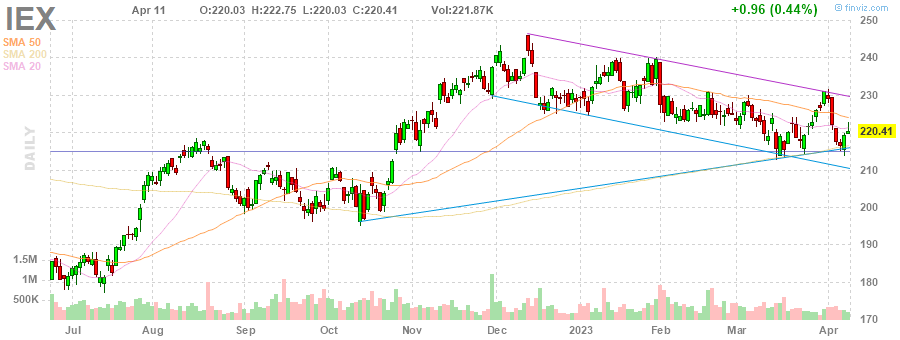 IEX
Apr 11 O:220.03 H:222.75 L:220.03 C:220.41 Vol:221.87K +0.96 (0.44%)
© finviz.com
SMA 50
SMA 200
SMA 20
DAILY
250
240
230
220.41
210
200
190
180
170
1.5M
1M
500K
Jul Aug Sep Oct Nov Dec 2023 Feb Mar Apr